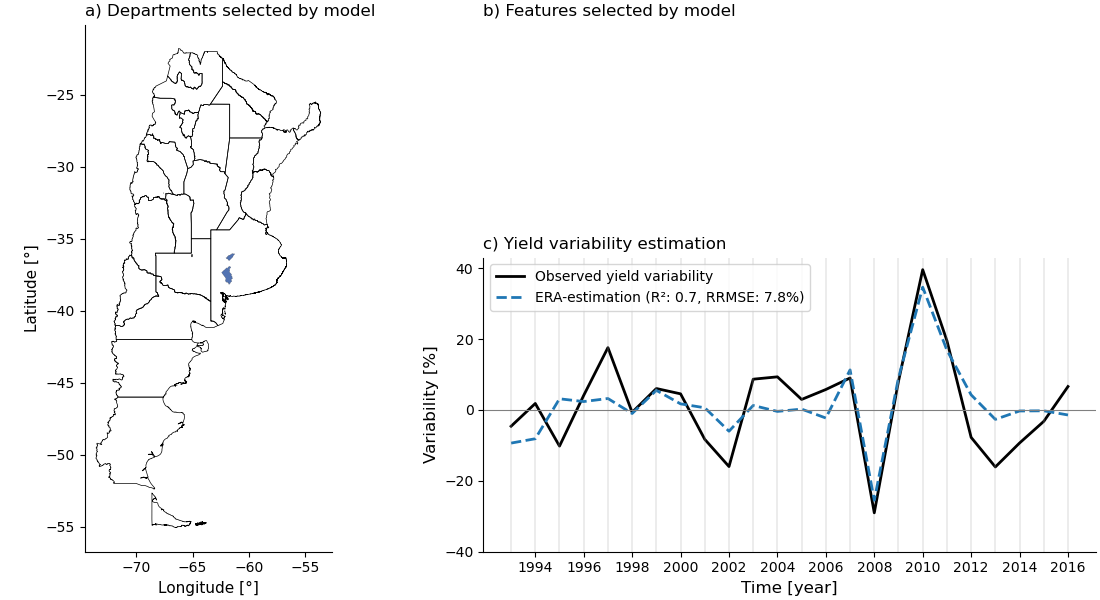 a) Departments selected by model
b) Features selected by model
−25
−30
−35
−40
−45
−50
−55
Latitude [°]
−70
−65
−60
−55
Longitude [°]
c) Yield variability estimation
Observed yield variability
ERA-estimation (R²: 0.7, RRMSE: 7.8%)
40
20
0
−20
−40
Variability [%]
1994 1996 1998 2000 2002 2004 2006 2008 2010 2012 2014 2016
Time [year]